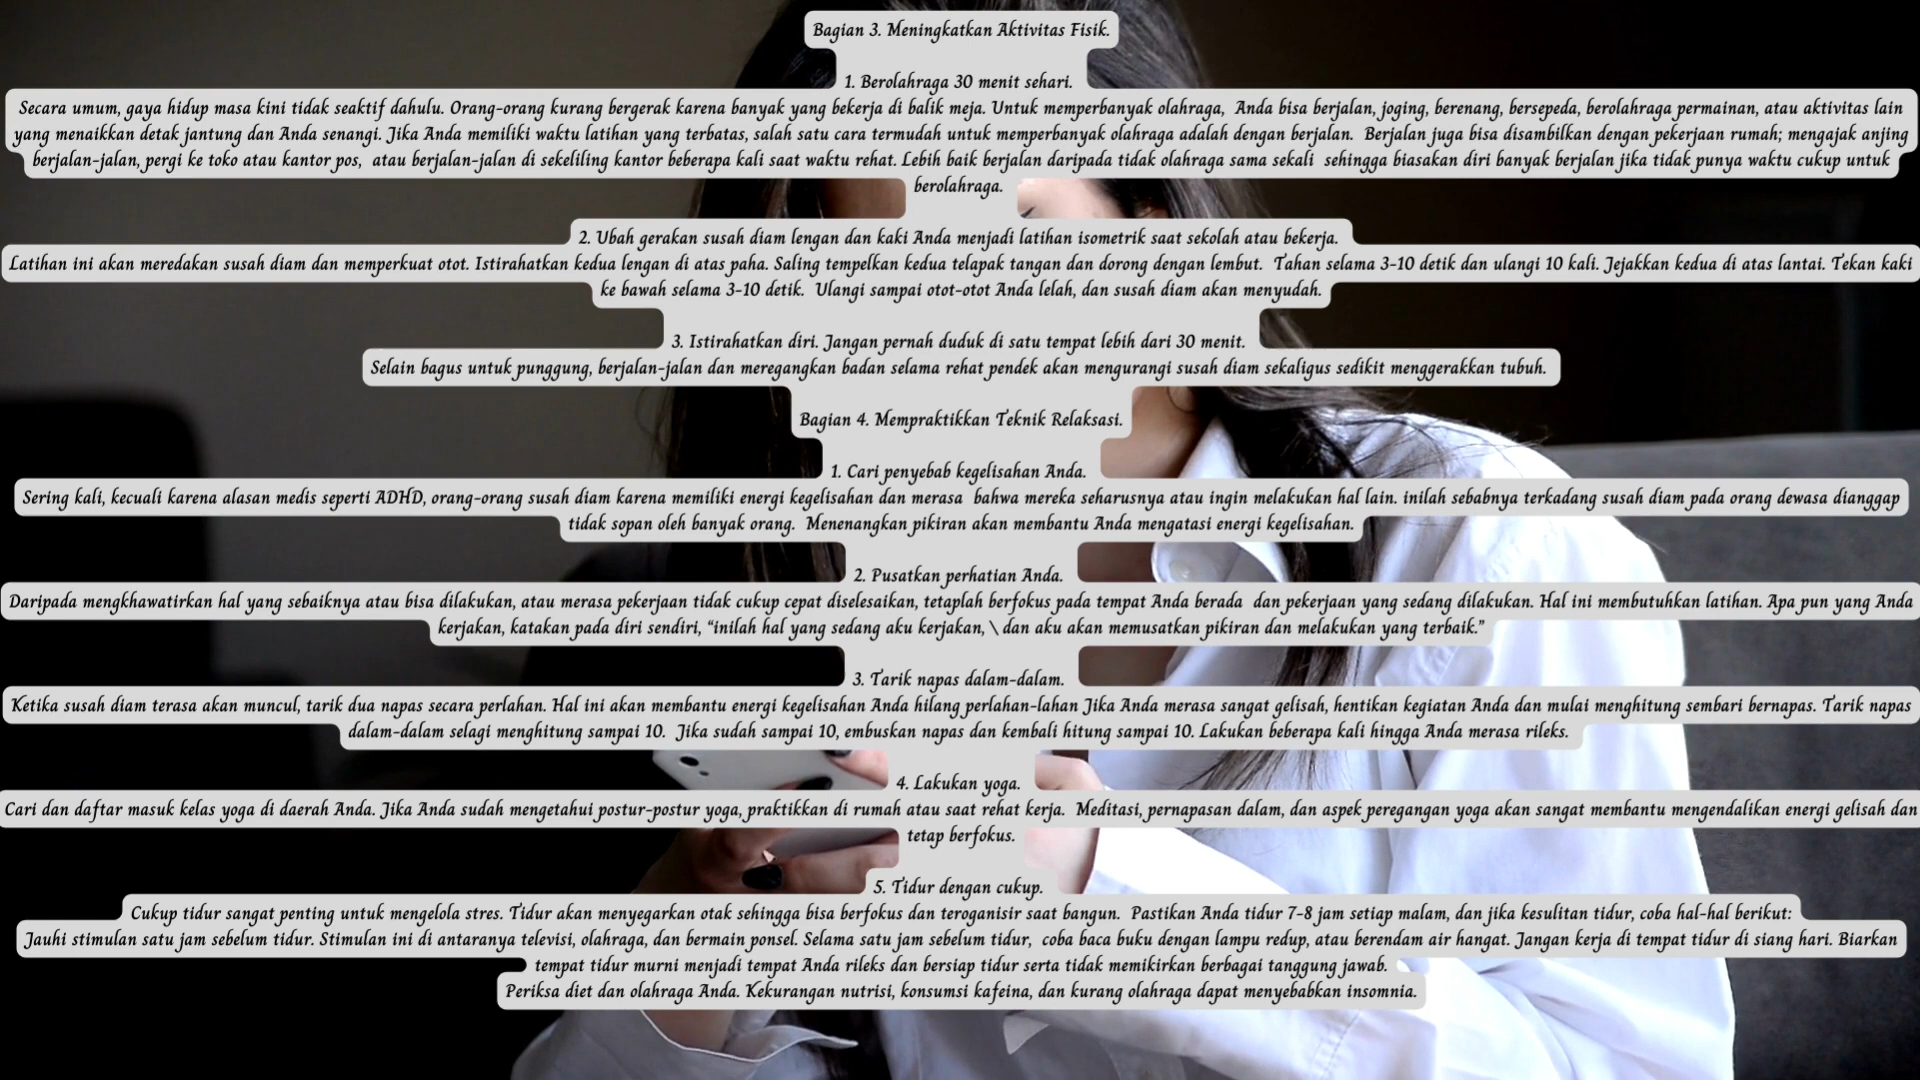 Bagian 3. Meningkatkan Aktivitas Fisik.
1. Berolahraga 30 menit sehari.
Secara umum, gaya hidup masa kini tidak seaktif dahulu. Orang-orang kurang bergerak karena banyak yang bekerja di balik meja. Untuk memperbanyak olahraga, Anda bisa berjalan, joging, berenang, bersepeda, berolahraga permainan, atau aktivitas lain
yang menaikkan detak jantung dan Anda senangi. Jika Anda memiliki waktu latihan yang terbatas, salah satu cara termudah untuk memperbanyak olahraga adalah dengan berjalan. Berjalan juga bisa disambilkan dengan pekerjaan rumah; mengajak anjing
berjalan-jalan, pergi ke toko atau kantor pos, atau berjalan-jalan di sekeliling kantor beberapa kali saat waktu rehat. Lebih baik berjalan daripada tidak olahraga sama sekali sehingga biasakan diri banyak berjalan jika tidak punya waktu cukup untuk
berolahraga.
2. Ubah gerakan susah diam lengan dan kaki Anda menjadi latihan isometrik saat sekolah atau bekerja.
Latihan ini akan meredakan susah diam dan memperkuat otot. Istirahatkan kedua lengan di atas paha. Saling tempelkan kedua telapak tangan dan dorong dengan lembut. Tahan selama 3-10 detik dan ulangi 10 kali. Jejakkan kedua di atas lantai. Tekan kaki
ke bawah selama 3-10 detik. Ulangi sampai otot-otot Anda lelah, dan susah diam akan menyudah.
3. Istirahatkan diri. Jangan pernah duduk di satu tempat lebih dari 30 menit.
Selain bagus untuk punggung, berjalan-jalan dan meregangkan badan selama rehat pendek akan mengurangi susah diam sekaligus sedikit menggerakkan tubuh.
Bagian 4. Mempraktikkan Teknik Relaksasi.
1. Cari penyebab kegelisahan Anda.
Sering kali, kecuali karena alasan medis seperti ADHD, orang-orang susah diam karena memiliki energi kegelisahan dan merasa bahwa mereka seharusnya atau ingin melakukan hal lain. inilah sebabnya terkadang susah diam pada orang dewasa dianggap
tidak sopan oleh banyak orang. Menenangkan pikiran akan membantu Anda mengatasi energi kegelisahan.
2. Pusatkan perhatian Anda.
Daripada mengkhawatirkan hal yang sebaiknya atau bisa dilakukan, atau merasa pekerjaan tidak cukup cepat diselesaikan, tetaplah berfokus pada tempat Anda berada dan pekerjaan yang sedang dilakukan. Hal ini membutuhkan latihan. Apa pun yang Anda
kerjakan, katakan pada diri sendiri, “inilah hal yang sedang aku kerjakan, \ dan aku akan memusatkan pikiran dan melakukan yang terbaik.”
3. Tarik napas dalam-dalam.
Ketika susah diam terasa akan muncul, tarik dua napas secara perlahan. Hal ini akan membantu energi kegelisahan Anda hilang perlahan-lahan Jika Anda merasa sangat gelisah, hentikan kegiatan Anda dan mulai menghitung sembari bernapas. Tarik napas
dalam-dalam selagi menghitung sampai 10. Jika sudah sampai 10, embuskan napas dan kembali hitung sampai 10. Lakukan beberapa kali hingga Anda merasa rileks.
4. Lakukan yoga.
Cari dan daftar masuk kelas yoga di daerah Anda. Jika Anda sudah mengetahui postur-postur yoga, praktikkan di rumah atau saat rehat kerja. Meditasi, pernapasan dalam, dan aspek peregangan yoga akan sangat membantu mengendalikan energi gelisah dan
tetap berfokus.
5. Tidur dengan cukup.
Cukup tidur sangat penting untuk mengelola stres. Tidur akan menyegarkan otak sehingga bisa berfokus dan teroganisir saat bangun. Pastikan Anda tidur 7-8 jam setiap malam, dan jika kesulitan tidur, coba hal-hal berikut:
Jauhi stimulan satu jam sebelum tidur. Stimulan ini di antaranya televisi, olahraga, dan bermain ponsel. Selama satu jam sebelum tidur, coba baca buku dengan lampu redup, atau berendam air hangat. Jangan kerja di tempat tidur di siang hari. Biarkan
tempat tidur murni menjadi tempat Anda rileks dan bersiap tidur serta tidak memikirkan berbagai tanggung jawab.
Periksa diet dan olahraga Anda. Kekurangan nutrisi, konsumsi kafeina, dan kurang olahraga dapat menyebabkan insomnia.